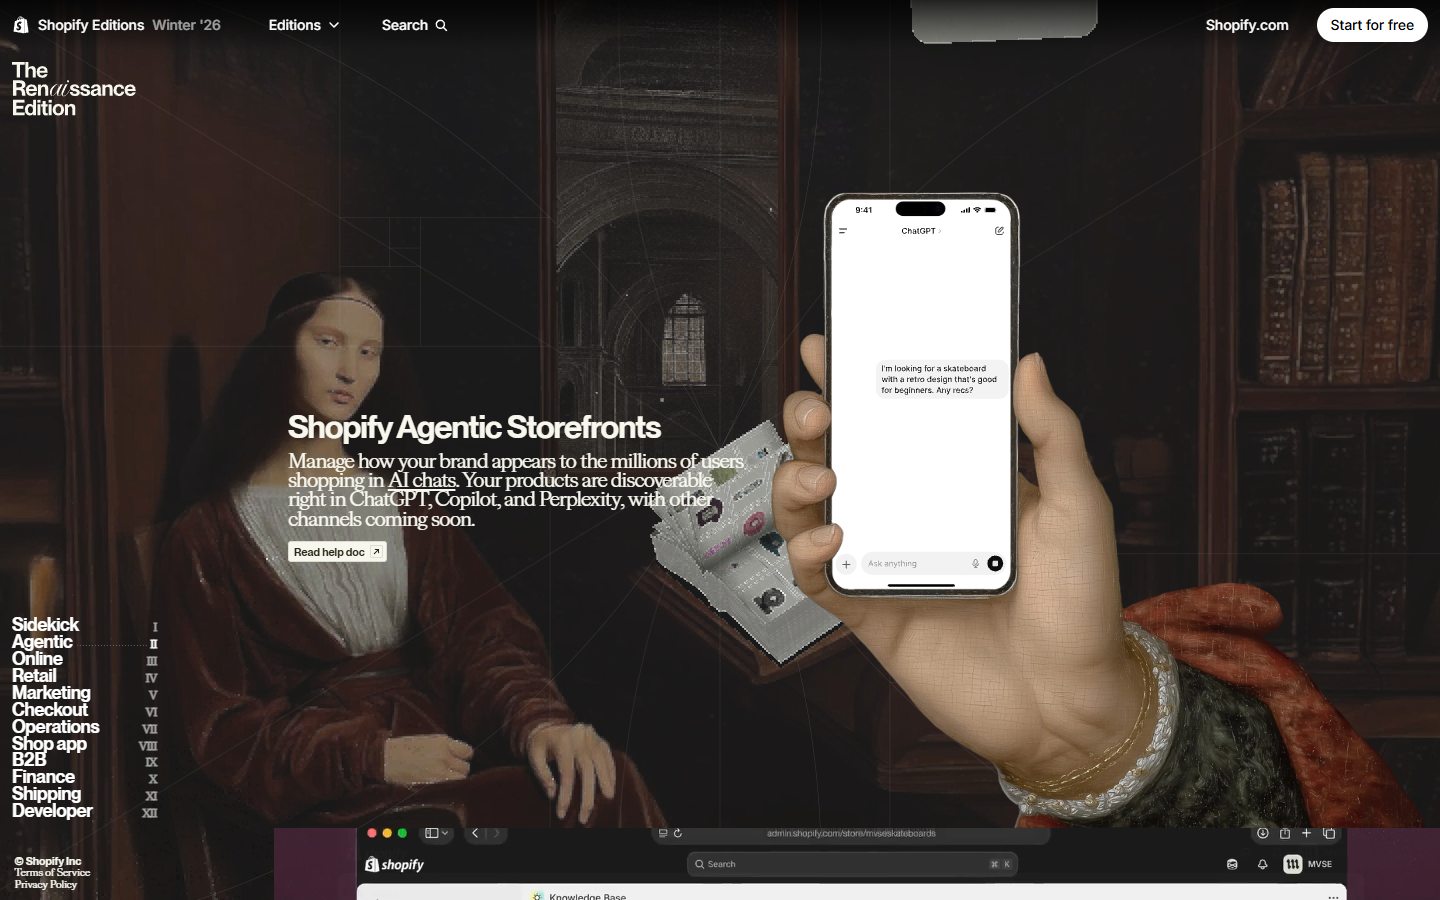 Shopify Editions Winter '26
Editions
Search
Shopify.com
Start for free
The
Renaissance
Edition
9:41
ChatGPT
I'm looking for a skateboard
with a retro design that's good
for beginners. Any recs?
Ask anything
Shopify Agentic Storefronts
Manage how your brand appears to the millions of users
shopping in AI chats. Your products are discoverable
right in ChatGPT, Copilot, and Perplexity, with other
channels coming soon.
Read help doc
Sidekick I
Agentic II
Online III
Retail IV
Marketing V
Checkout VI
Operations VII
Shop app VIII
B2B IX
Finance X
Shipping XI
Developer XII
© Shopify Inc
Terms of Service
Privacy Policy
admin.shopify.com/store/mvseskateboards
shopify
Search
⌘ K
MVSE
Knowledge Base